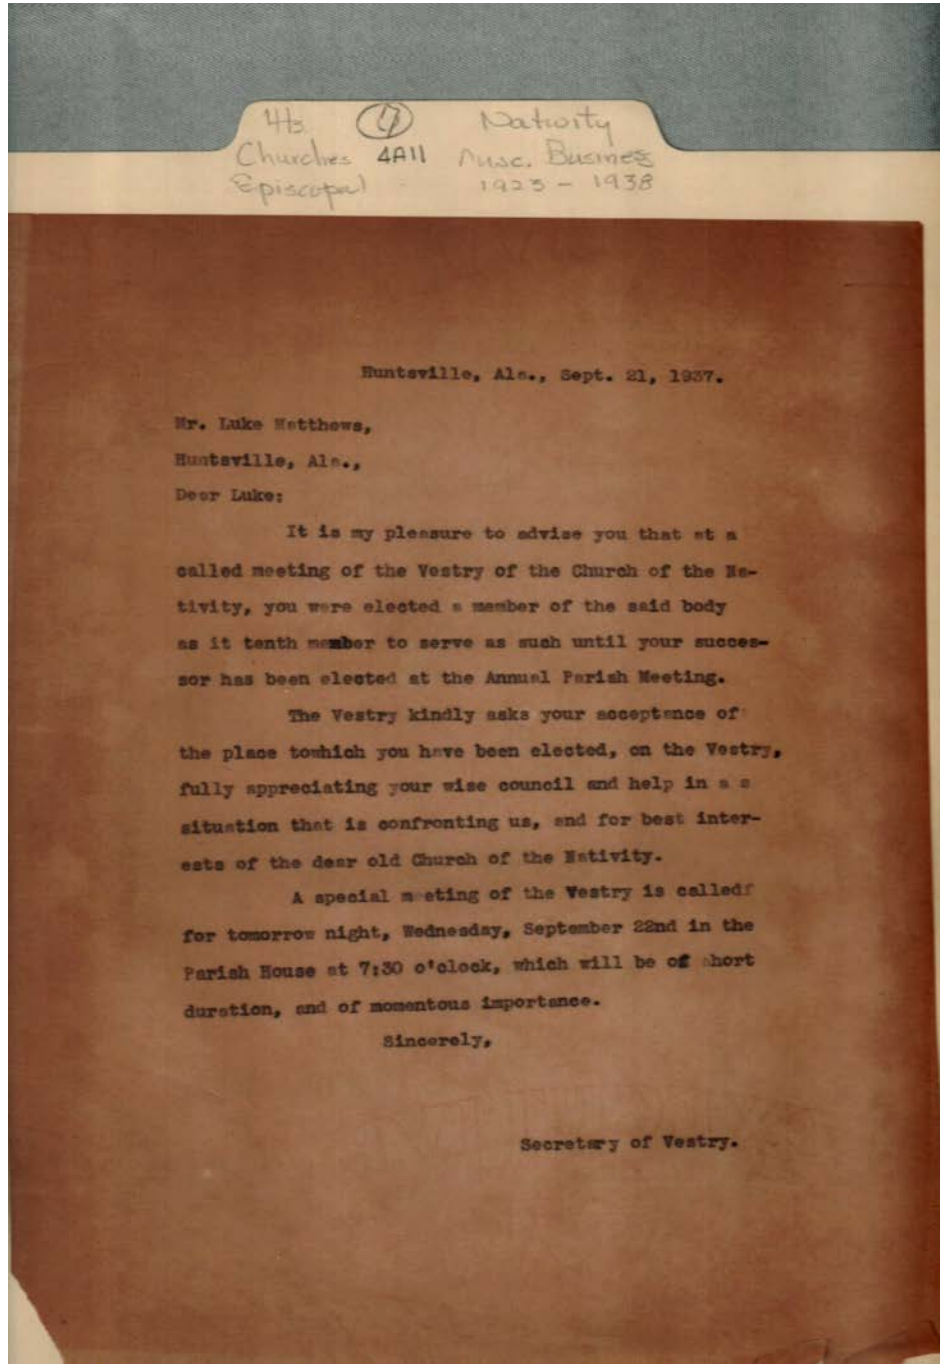 Hs. 7 Nativity
Churches 4A11 Misc. Business
Episcopal 1923 - 1938
Huntsville, Ala., Sept. 21, 1937.
Mr. Luke Matthews,
Huntsville, Ala.,
Dear Luke:
It is my pleasure to advise you that at a
called meeting of the Vestry of the Church of the Na-
tivity, you were elected a member of the said body
as it tenth member to serve as such until your succes-
sor has been elected at the Annual Parish Meeting.
The Vestry kindly asks your acceptance of
the place towhich you have been elected, on the Vestry,
fully appreciating your wise council and help in a s
situation that is confronting us, and for best inter-
ests of the dear old Church of the Nativity.
A special meeting of the Vestry is calledf
for tomorrow night, Wednesday, September 22nd in the
Parish House at 7:30 o'clock, which will be of short
duration, and of momentous importance.
Sincerely,
Secretary of Vestry.